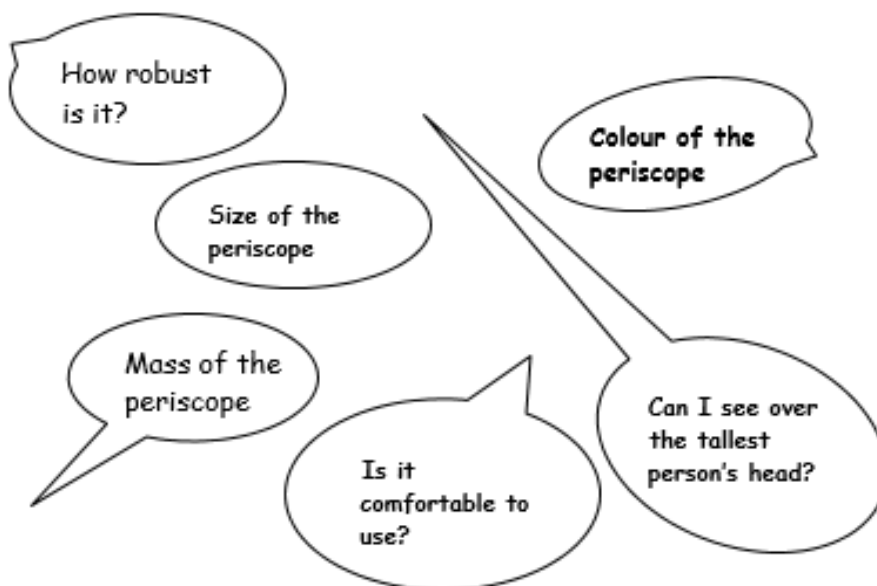 How robust
is it?
Colour of the
periscope
Size of the
periscope
Mass of the
periscope
Can I see over
the tallest
person's head?
Is it
comfortable to
use?